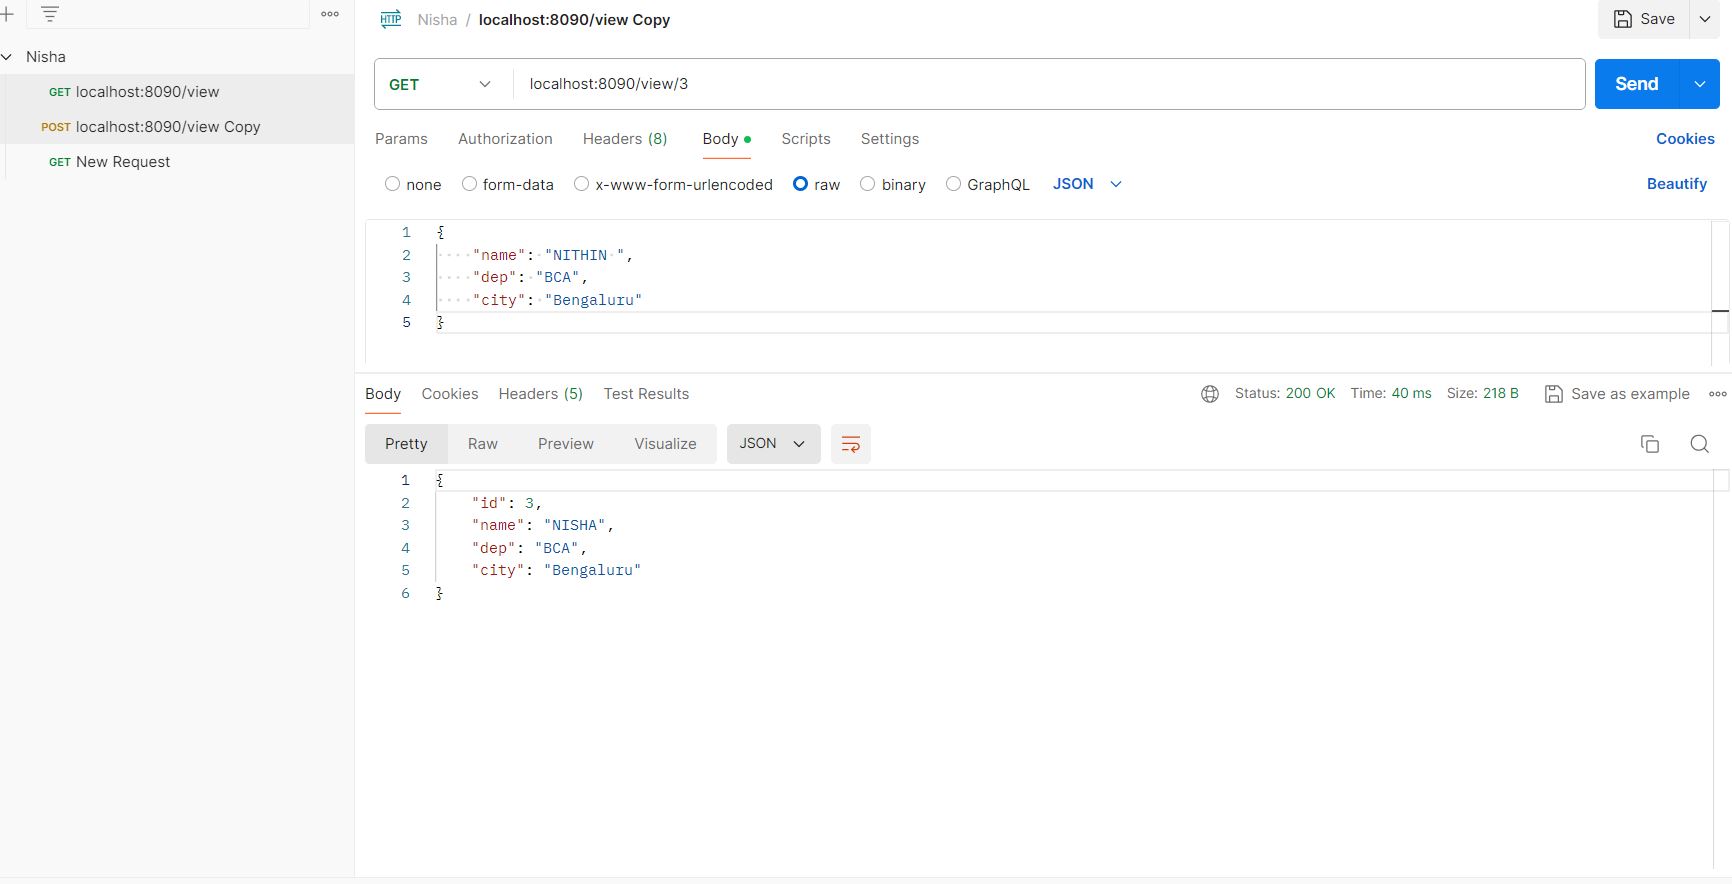 Nisha
GET localhost:8090/view
POST localhost:8090/view Copy
GET New Request
HTTP Nisha / localhost:8090/view Copy
Save
GET localhost:8090/view/3
Send
Params Authorization Headers (8) Body Scripts Settings Cookies
none form-data x-www-form-urlencoded raw binary GraphQL JSON Beautify
1 {
2 "name": "NITHIN ",
3 "dep": "BCA",
4 "city": "Bengaluru"
5 }
Body Cookies Headers (5) Test Results Status: 200 OK Time: 40 ms Size: 218 B Save as example
Pretty Raw Preview Visualize JSON
1 {
2 "id": 3,
3 "name": "NISHA",
4 "dep": "BCA",
5 "city": "Bengaluru"
6 }